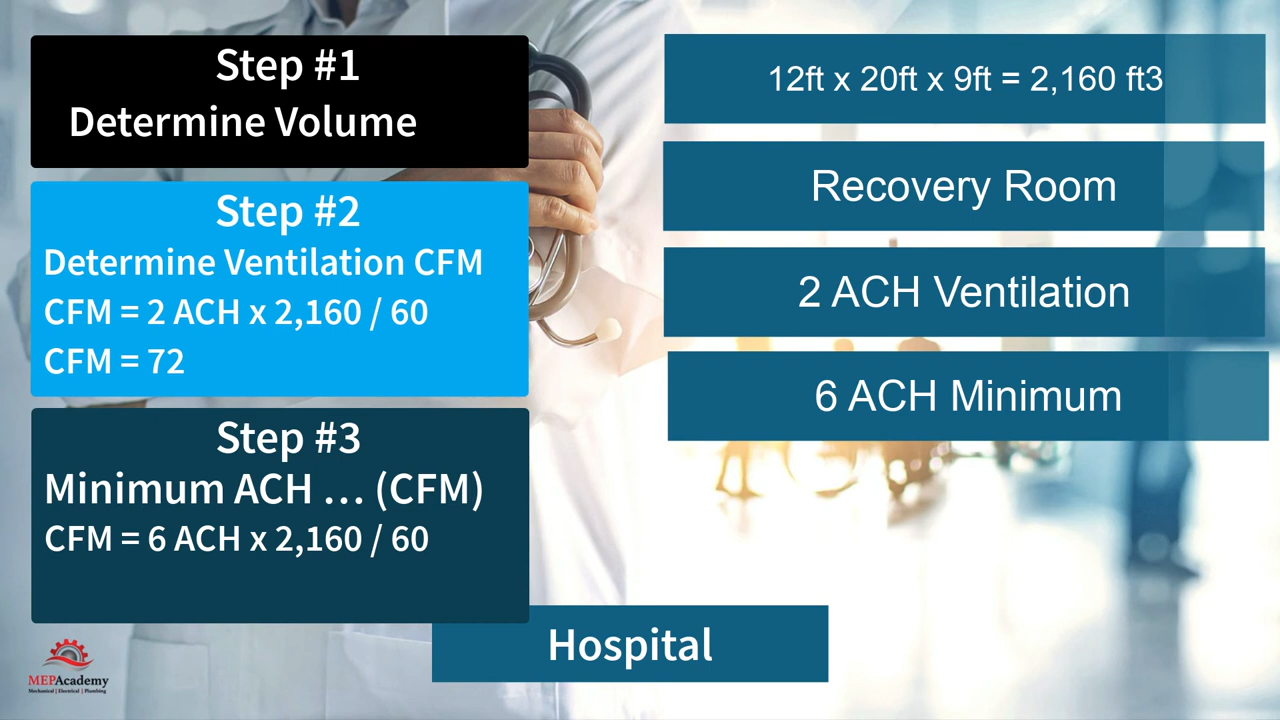 Step #1
Determine Volume
Step #2
Determine Ventilation CFM
CFM = 2 ACH x 2,160 / 60
CFM = 72
Step #3
Minimum ACH ... (CFM)
CFM = 6 ACH x 2,160 / 60
12ft x 20ft x 9ft = 2,160 ft3
Recovery Room
2 ACH Ventilation
6 ACH Minimum
Hospital
MEPAcademy
Mechanical | Electrical | Plumbing